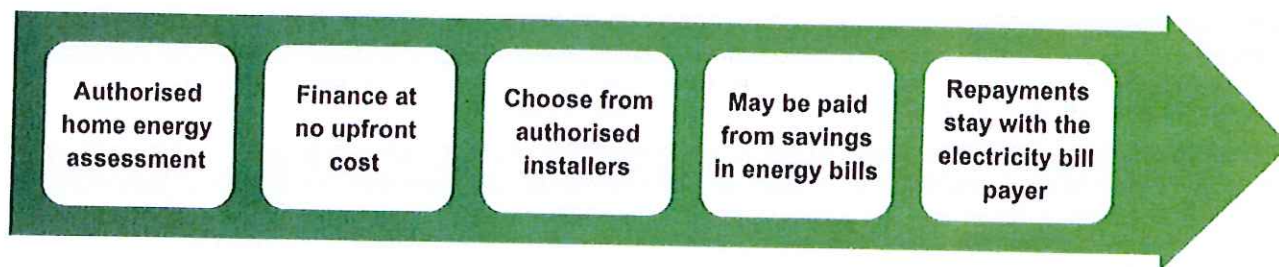 Authorised
home energy
assessment
Finance at
no upfront
cost
Choose from
authorised
installers
May be paid
from savings
in energy bills
Repayments
stay with the
electricity bill
payer